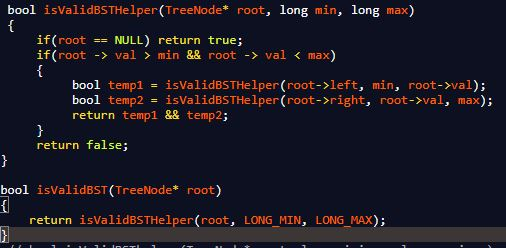 bool isValidBSTHelper(TreeNode* root, long min, long max)
{
if(root == NULL) return true;
if(root -> val > min && root -> val < max)
{
bool temp1 = isValidBSTHelper(root->left, min, root->val);
bool temp2 = isValidBSTHelper(root->right, root->val, max);
return temp1 && temp2;
}
return false;
}
bool isValidBST(TreeNode* root)
{
return isValidBSTHelper(root, LONG_MIN, LONG_MAX);
}